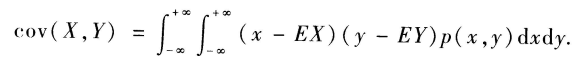 cov(X,Y) = ∫_{-∞}^{+∞} ∫_{-∞}^{+∞} (x - EX)(y - EY)p(x,y)dxdy.